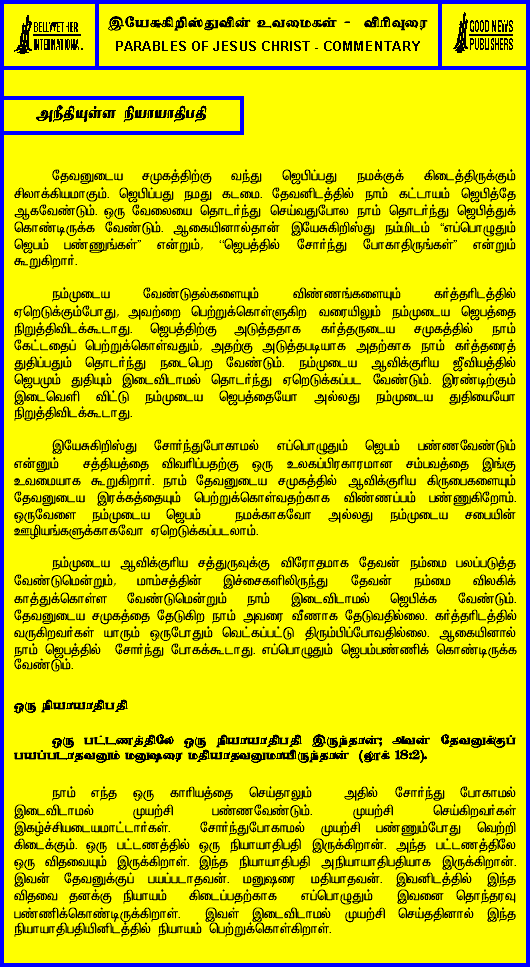 BELLWETHER
INTERNATIONAL
இயேசுகிறிஸ்துவின் உவமைகள் - விரிவுரை
PARABLES OF JESUS CHRIST - COMMENTARY
GOOD NEWS
PUBLISHERS
அநீதியுள்ள நியாயாதிபதி
தேவனுடைய சமுகத்திற்கு வந்து ஜெபிப்பது நமக்குக் கிடைத்திருக்கும்
சிலாக்கியமாகும். ஜெபிப்பது நமது கடமை. தேவனிடத்தில் நாம் கட்டாயம் ஜெபித்தே
ஆகவேண்டும். ஒரு வேலையை தொடர்ந்து செய்வதுபோல நாம் தொடர்ந்து ஜெபித்துக்
கொண்டிருக்க வேண்டும். ஆகையினால்தான் இயேசுகிறிஸ்து நம்மிடம் “எப்பொழுதும்
ஜெபம் பண்ணுங்கள்” என்றும், “ஜெபத்தில் சோர்ந்து போகாதிருங்கள்” என்றும்
கூறுகிறார்.
நம்முடைய வேண்டுதல்களையும் விண்ணங்களையும் கர்த்தரிடத்தில்
ஏறெடுக்கும்போது, அவற்றை பெற்றுக்கொள்ளுகிற வரையிலும் நம்முடைய ஜெபத்தை
நிறுத்திவிடக்கூடாது. ஜெபத்திற்கு அடுத்ததாக கர்த்தருடைய சமுகத்தில் நாம்
கேட்டதைப் பெற்றுக்கொள்வதும், அதற்கு அடுத்தபடியாக அதற்காக நாம் கர்த்தரைத்
துதிப்பதும் தொடர்ந்து நடைபெற வேண்டும். நம்முடைய ஆவிக்குரிய ஜீவியத்தில்
ஜெபமும் துதியும் இடைவிடாமல் தொடர்ந்து ஏறெடுக்கப்பட வேண்டும். இரண்டிற்கும்
இடைவெளி விட்டு நம்முடைய ஜெபத்தையோ அல்லது நம்முடைய துதியையோ
நிறுத்திவிடக்கூடாது.
இயேசுகிறிஸ்து சோர்ந்துபோகாமல் எப்பொழுதும் ஜெபம் பண்ணவேண்டும்
என்னும் சத்தியத்தை விவரிப்பதற்கு ஒரு உலகப்பிரகாரமான சம்பவத்தை இங்கு
உவமையாக கூறுகிறார். நாம் தேவனுடைய சமுகத்தில் ஆவிக்குரிய கிருபைகளையும்
தேவனுடைய இரக்கத்தையும் பெற்றுக்கொள்வதற்காக விண்ணப்பம் பண்ணுகிறோம்.
ஒருவேளை நம்முடைய ஜெபம் நமக்காகவோ அல்லது நம்முடைய சபையின்
ஊழியங்களுக்காகவோ ஏறெடுக்கப்படலாம்.
நம்முடைய ஆவிக்குரிய சத்துருவுக்கு விரோதமாக தேவன் நம்மை பலப்படுத்த
வேண்டுமென்றும், மாம்சத்தின் இச்சைகளிலிருந்து தேவன் நம்மை விலகிக்
காத்துக்கொள்ள வேண்டுமென்றும் நாம் இடைவிடாமல் ஜெபிக்க வேண்டும்.
தேவனுடைய சமுகத்தை தேடுகிற நாம் அவரை வீணாக தேடுவதில்லை. கர்த்தரிடத்தில்
வருகிறவர்கள் யாரும் ஒருபோதும் வெட்கப்பட்டு திரும்பிப்போவதில்லை. ஆகையினால்
நாம் ஜெபத்தில் சோர்ந்து போகக்கூடாது. எப்பொழுதும் ஜெபம்பண்ணிக் கொண்டிருக்க
வேண்டும்.
ஒரு நியாயாதிபதி
ஒரு பட்டணத்திலே ஒரு நியாயாதிபதி இருந்தான்; அவன் தேவனுக்குப்
பயப்படாதவனும் மனுஷரை மதியாதவனுமாயிருந்தான் (லூக் 18:2).
நாம் எந்த ஒரு காரியத்தை செய்தாலும் அதில் சோர்ந்து போகாமல்
இடைவிடாமல் முயற்சி பண்ணவேண்டும். முயற்சி செய்கிறவர்கள்
இகழ்ச்சியடையமாட்டார்கள். சோர்ந்துபோகாமல் முயற்சி பண்ணும்போது வெற்றி
கிடைக்கும். ஒரு பட்டணத்தில் ஒரு நியாயாதிபதி இருக்கிறான். அந்த பட்டணத்திலே
ஒரு விதவையும் இருக்கிறாள். இந்த நியாயாதிபதி அநியாயாதிபதியாக இருக்கிறான்.
இவன் தேவனுக்குப் பயப்படாதவன். மனுஷரை மதியாதவன். இவனிடத்தில் இந்த
விதவை தனக்கு நியாயம் கிடைப்பதற்காக எப்பொழுதும் இவனை தொந்தரவு
பண்ணிக்கொண்டிருக்கிறாள். இவள் இடைவிடாமல் முயற்சி செய்ததினால் இந்த
நியாயாதிபதியினிடத்தில் நியாயம் பெற்றுக்கொள்கிறாள்.